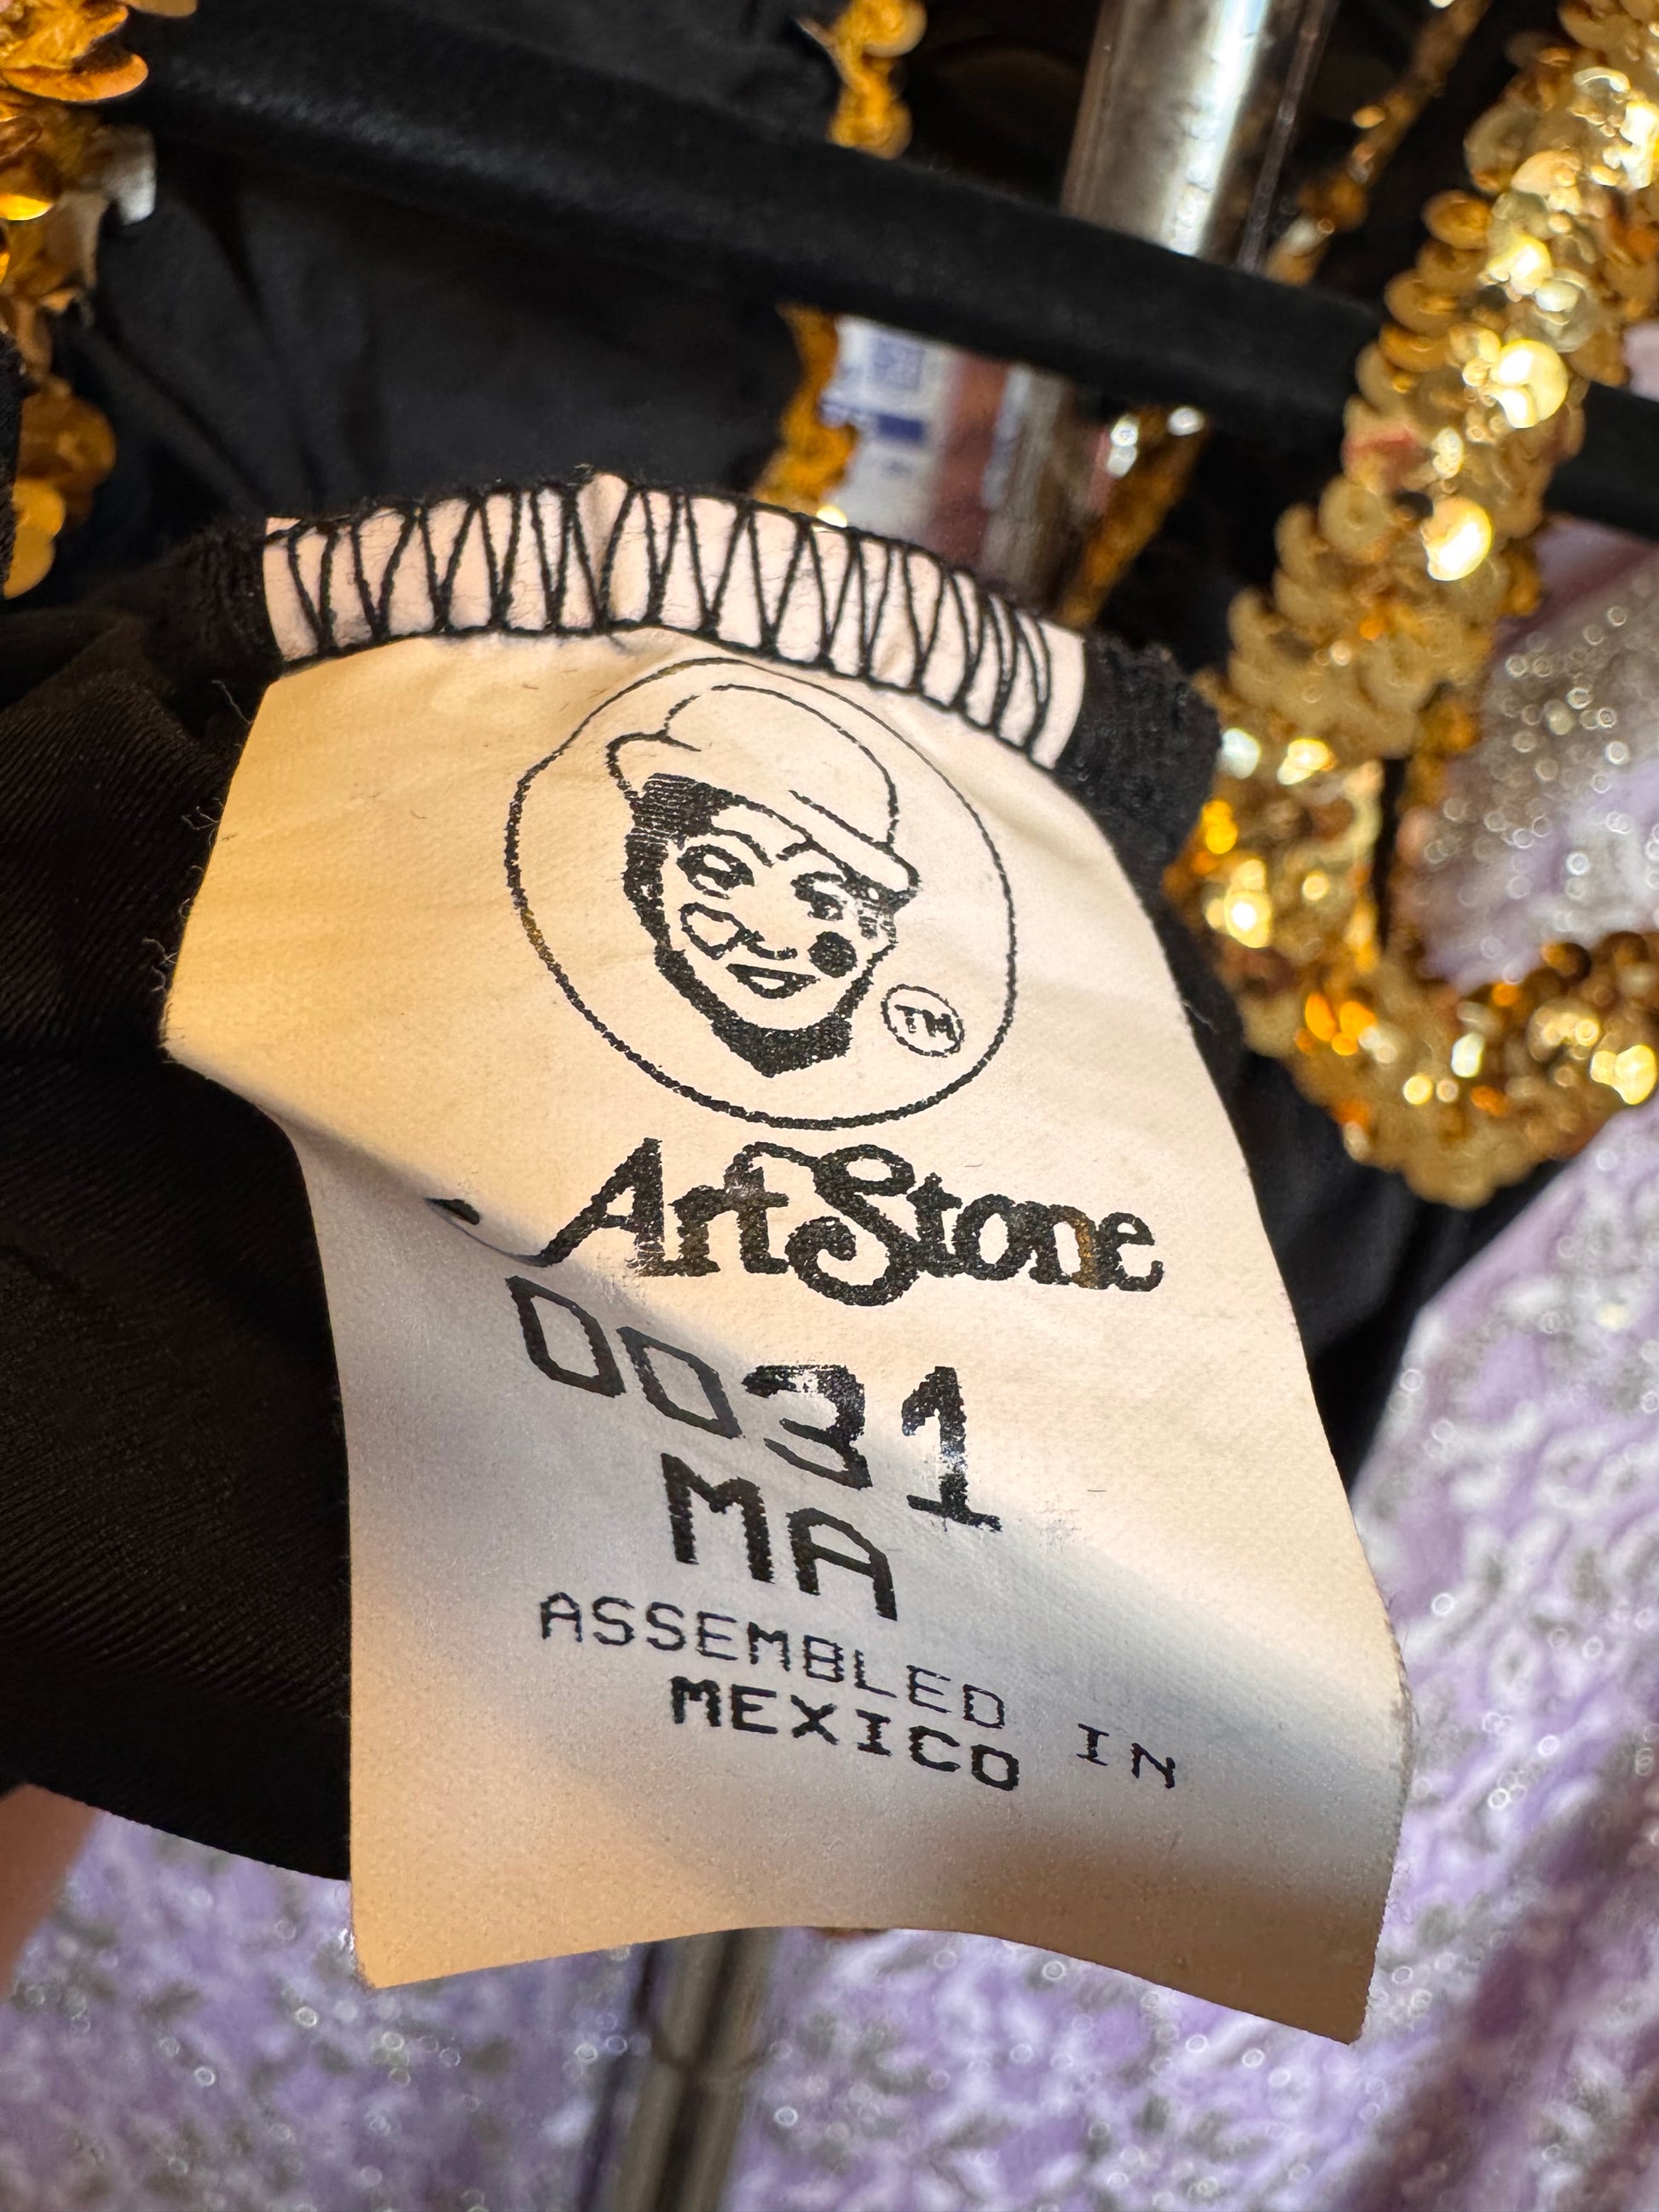 TM
ArtStone
0031
MA
ASSEMBLED IN
MEXICO